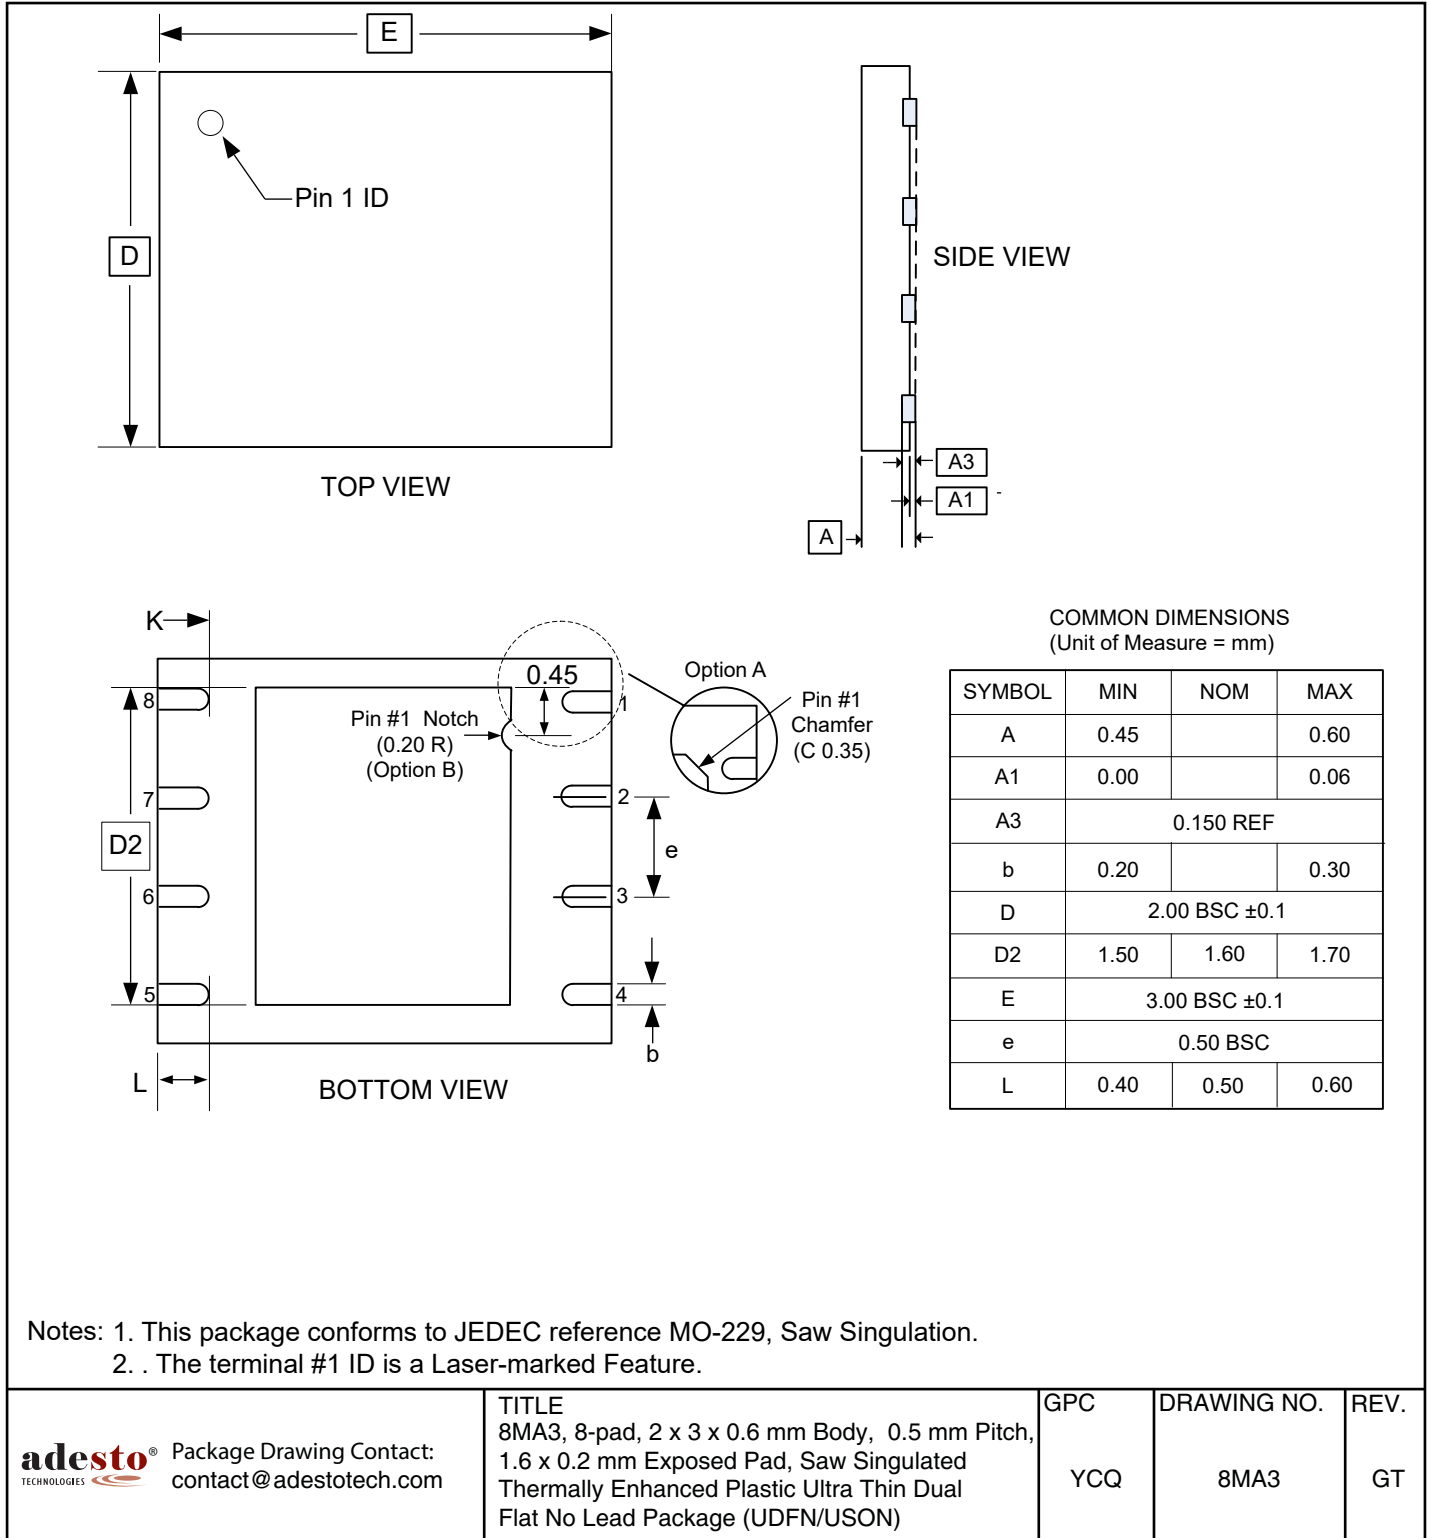 E
Pin 1 ID
D
TOP VIEW
SIDE VIEW
A3
A1 -
A
K
0.45
8
1
Pin #1 Notch
(0.20 R)
(Option B)
Option A
Pin #1
Chamfer
(C 0.35)
7
2
D2
e
6
3
5
4
b
L
BOTTOM VIEW
COMMON DIMENSIONS
(Unit of Measure = mm)
SYMBOL MIN NOM MAX
A 0.45 0.60
A1 0.00 0.06
A3 0.150 REF
b 0.20 0.30
D 2.00 BSC ±0.1
D2 1.50 1.60 1.70
E 3.00 BSC ±0.1
e 0.50 BSC
L 0.40 0.50 0.60
Notes: 1. This package conforms to JEDEC reference MO-229, Saw Singulation.
2. . The terminal #1 ID is a Laser-marked Feature.
adesto®
TECHNOLOGIES
Package Drawing Contact:
contact@adestotech.com
TITLE
8MA3, 8-pad, 2 x 3 x 0.6 mm Body, 0.5 mm Pitch,
1.6 x 0.2 mm Exposed Pad, Saw Singulated
Thermally Enhanced Plastic Ultra Thin Dual
Flat No Lead Package (UDFN/USON)
GPC
YCQ
DRAWING NO.
8MA3
REV.
GT